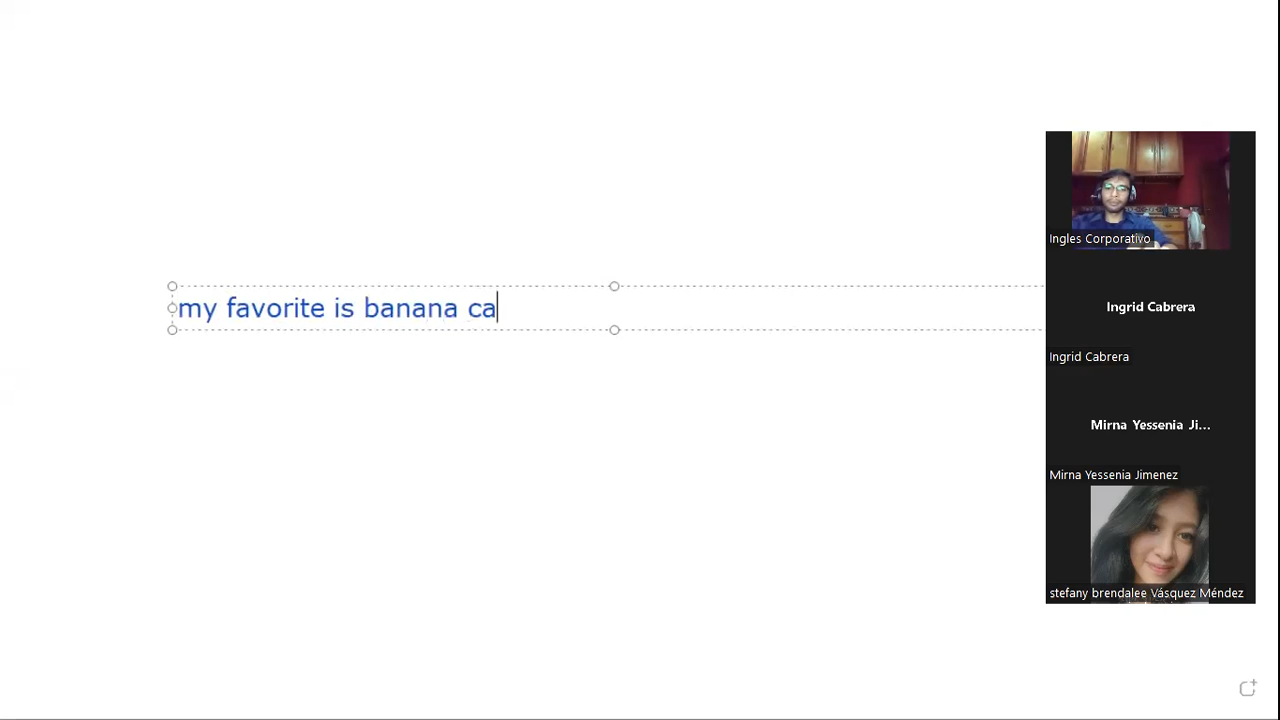 Ingles Corporativo
Ingrid Cabrera
my favorite is banana ca
Ingrid Cabrera
Mirna Yessenia Ji...
Mirna Yessenia Jimenez
stefany brendalee Vásquez Méndez